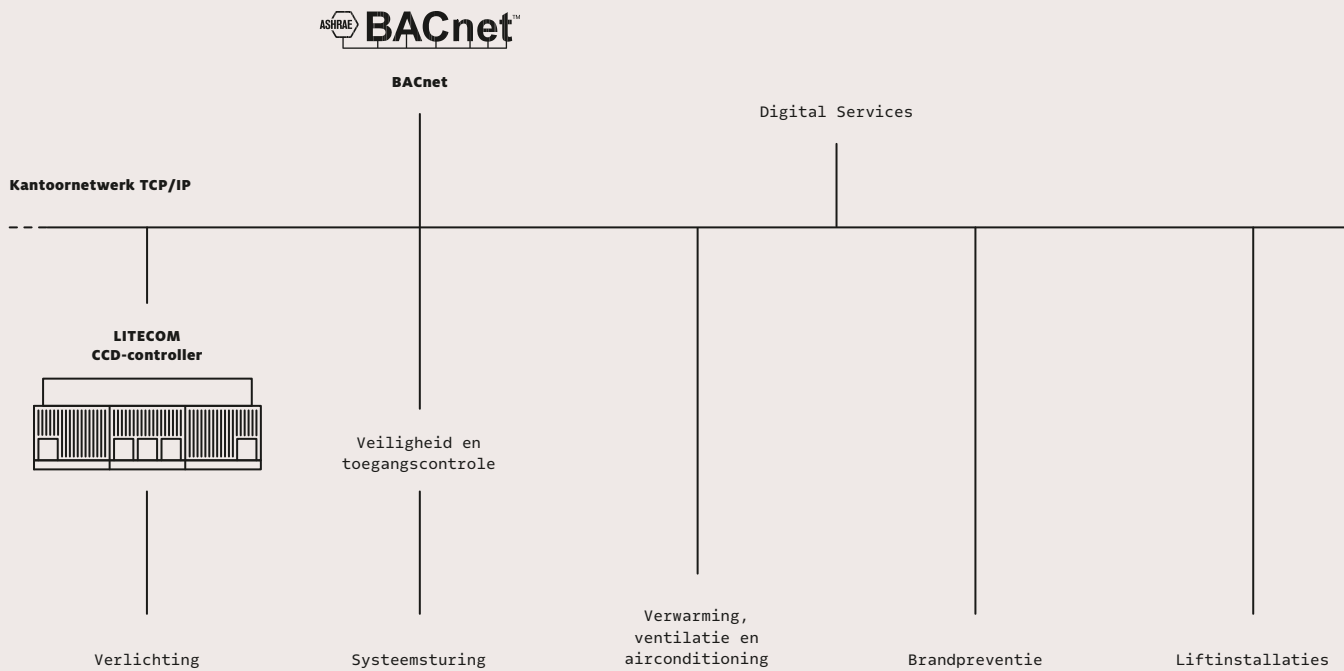 ASHRAE BACnet™
BACnet
Digital Services
Kantoornetwerk TCP/IP
LITECOM
CCD-controller
Veiligheid en
toegangscontrole
Verwarming,
ventilatie en
airconditioning
Verlichting
Systeemsturing
Brandpreventie
Liftinstallaties